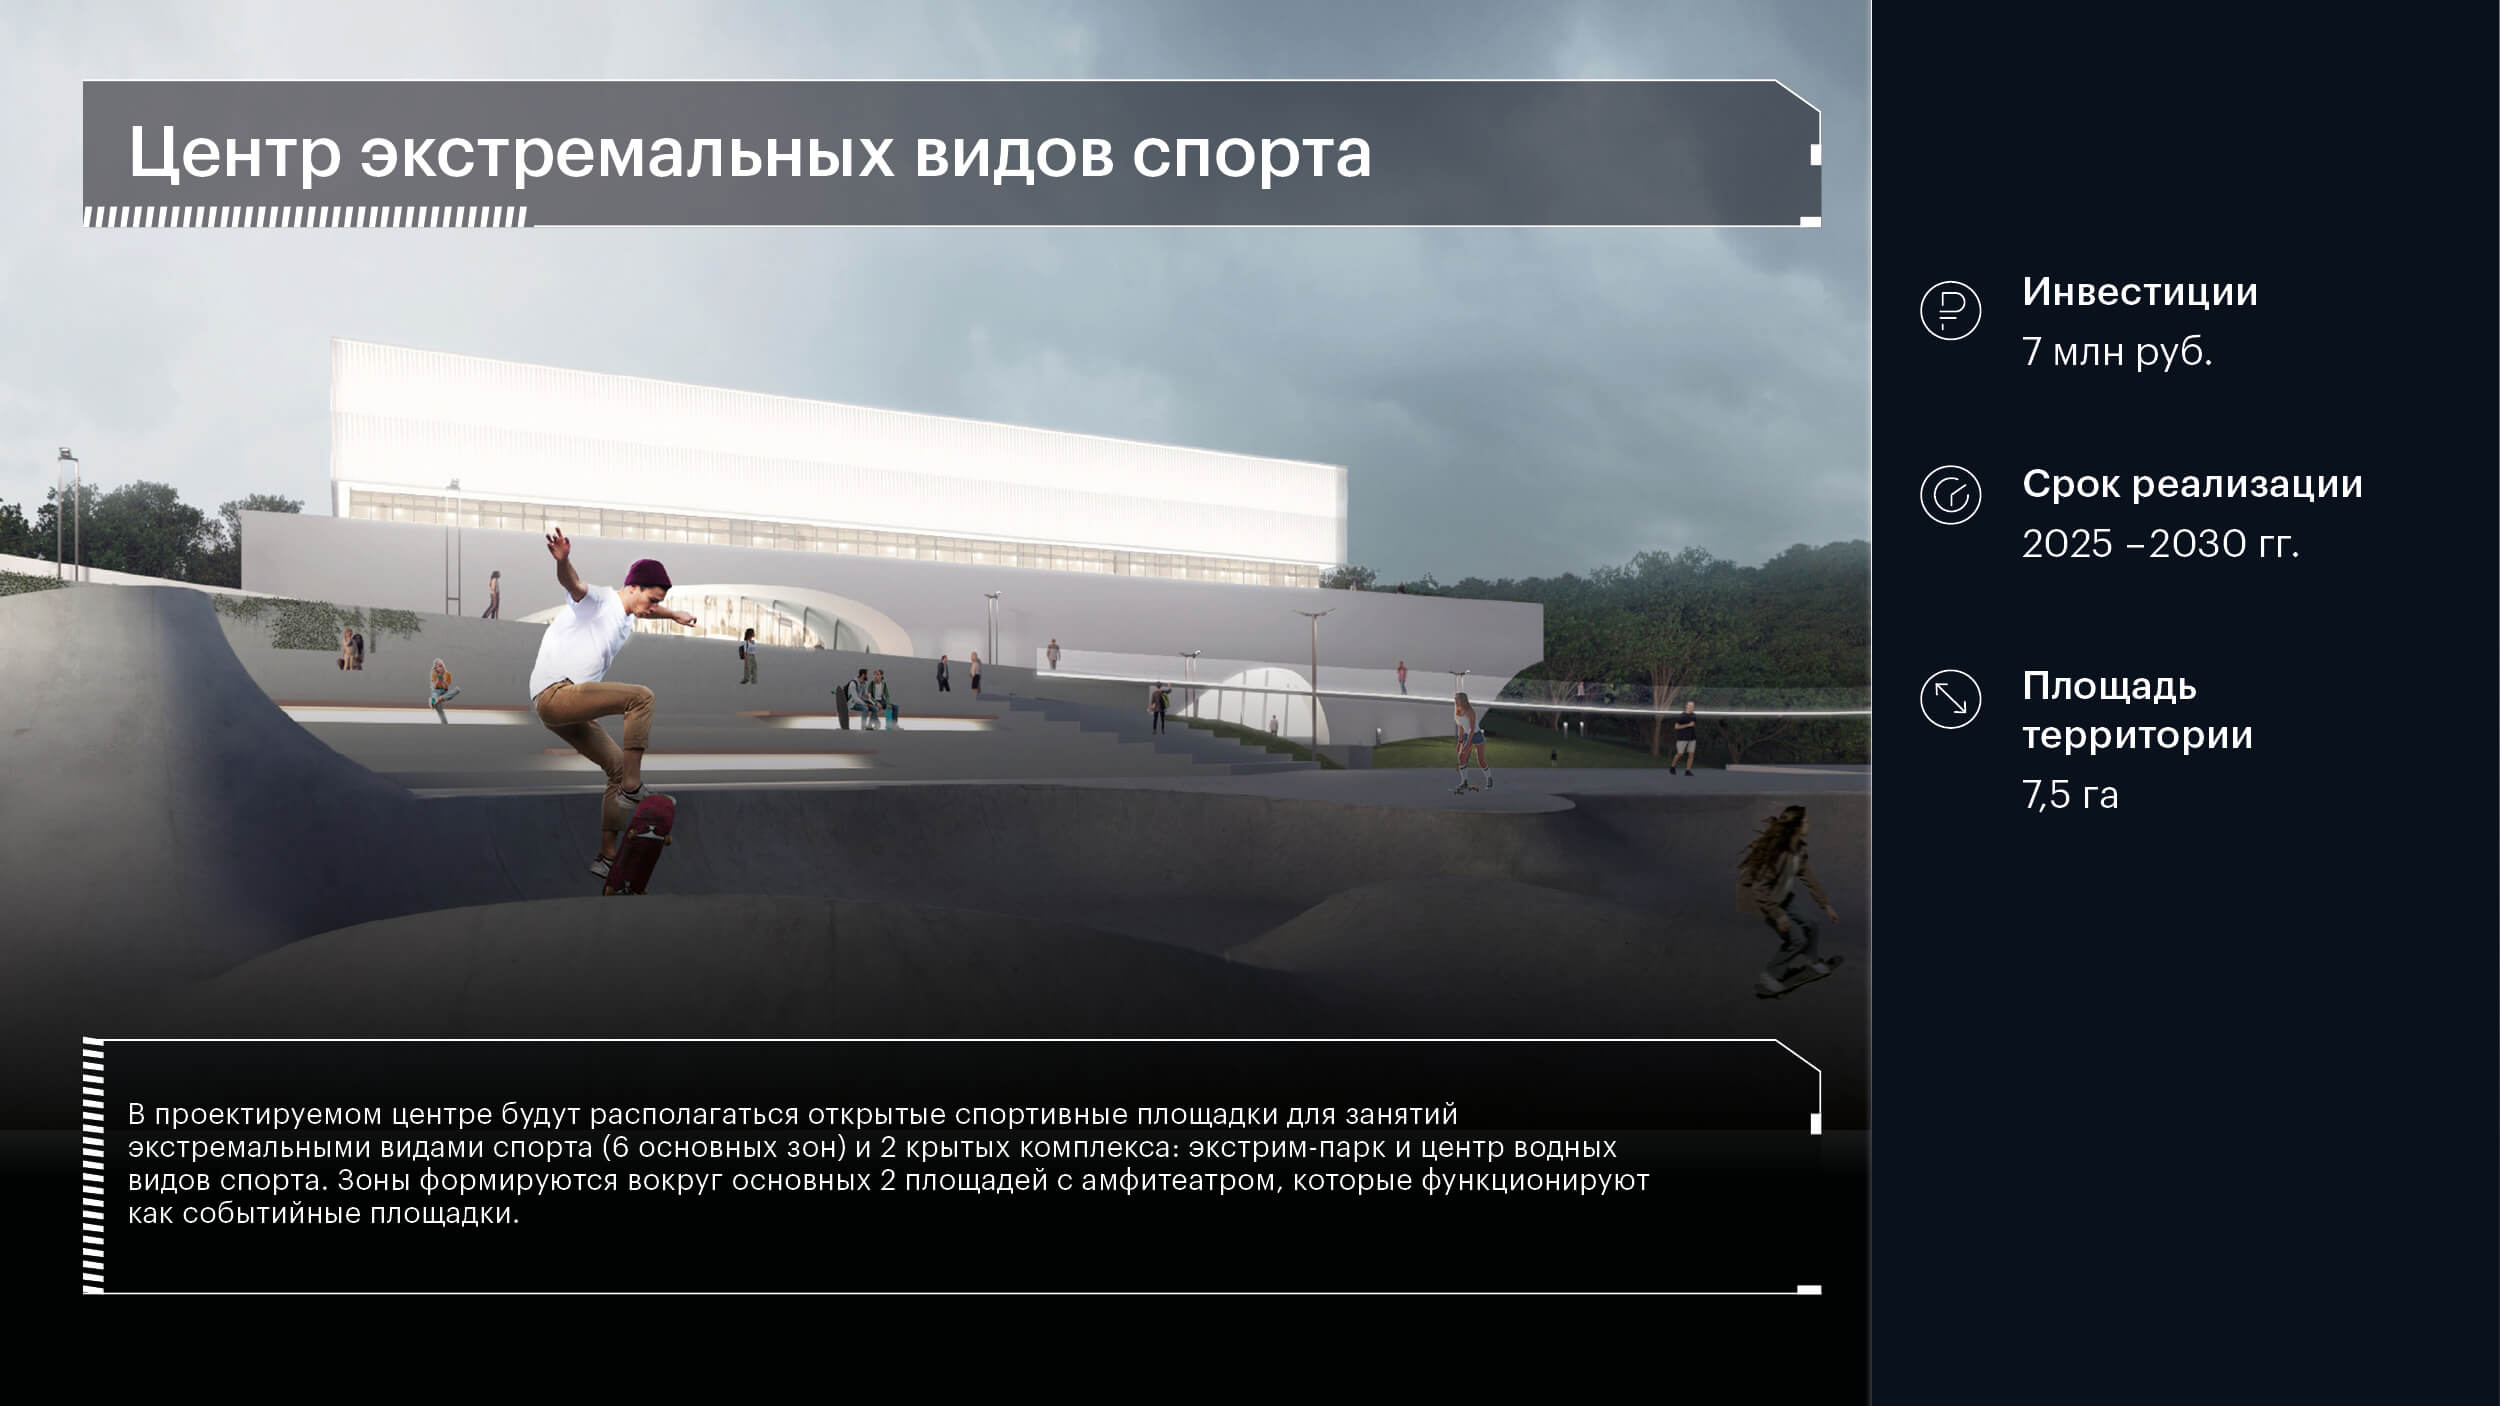 Центр экстремальных видов спорта
Инвестиции
7 млн руб.
Срок реализации
2025 –2030 гг.
Площадь
территории
7,5 га
В проектируемом центре будут располагаться открытые спортивные площадки для занятий
экстремальными видами спорта (6 основных зон) и 2 крытых комплекса: экстрим-парк и центр водных
видов спорта. Зоны формируются вокруг основных 2 площадей с амфитеатром, которые функционируют
как событийные площадки.